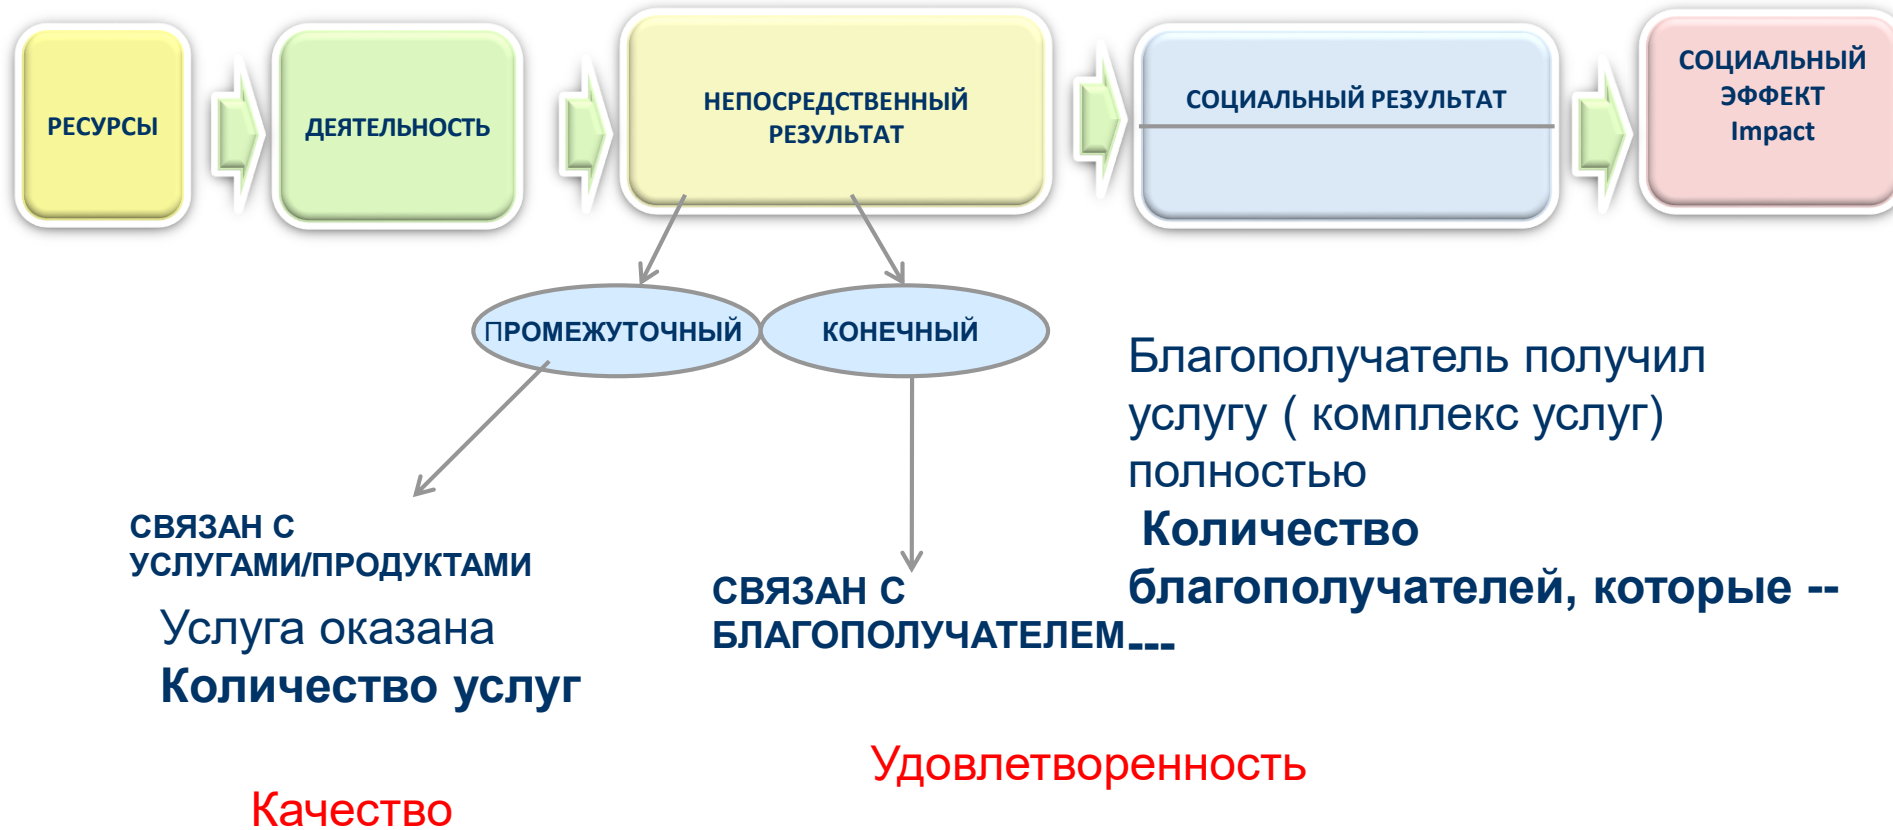 РЕСУРСЫ
ДЕЯТЕЛЬНОСТЬ
НЕПОСРЕДСТВЕННЫЙ
РЕЗУЛЬТАТ
СОЦИАЛЬНЫЙ РЕЗУЛЬТАТ
СОЦИАЛЬНЫЙ
ЭФФЕКТ
Impact
ПРОМЕЖУТОЧНЫЙ
КОНЕЧНЫЙ
СВЯЗАН С
УСЛУГАМИ/ПРОДУКТАМИ
Услуга оказана
Количество услуг
Качество
СВЯЗАН С
БЛАГОПОЛУЧАТЕЛЕМ
Благополучатель получил
услугу ( комплекс услуг)
полностью
Количество
благополучателей, которые --
---
Удовлетворенность